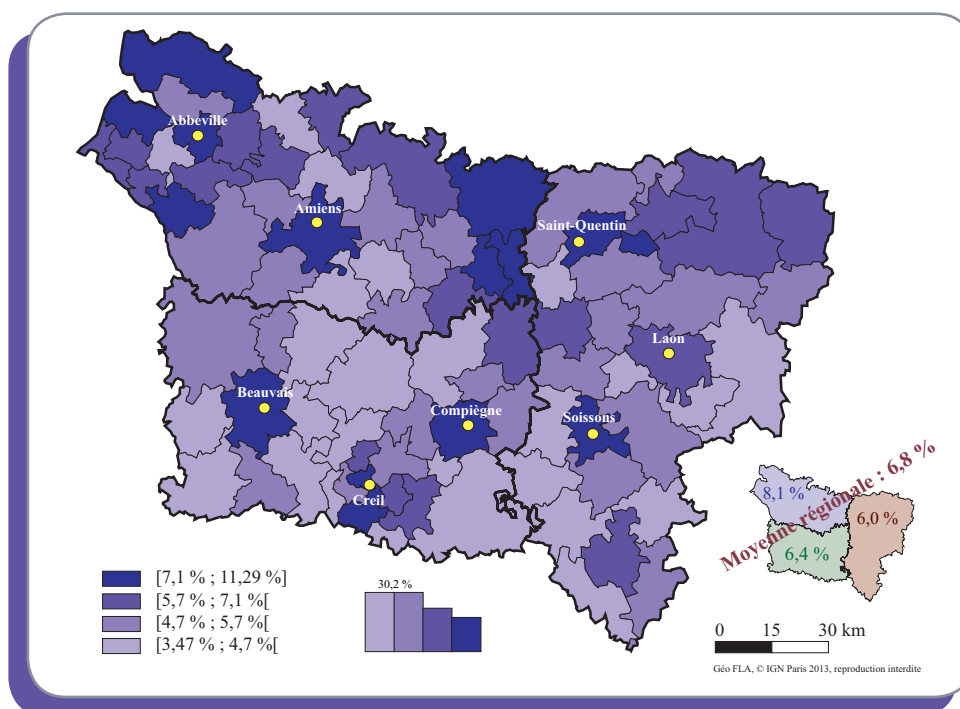 Abbeville
Amiens
Saint-Quentin
Laon
Beauvais
Compiègne
Soissons
Creil
[7,1 % ; 11,29 %]
[5,7 % ; 7,1 %[
[4,7 % ; 5,7 %[
[3,47 % ; 4,7 %[
30,2 %
Moyenne régionale : 6,8 %
8,1 %
6,0 %
6,4 %
0 15 30 km
Géo FLA, © IGN Paris 2013, reproduction interdite